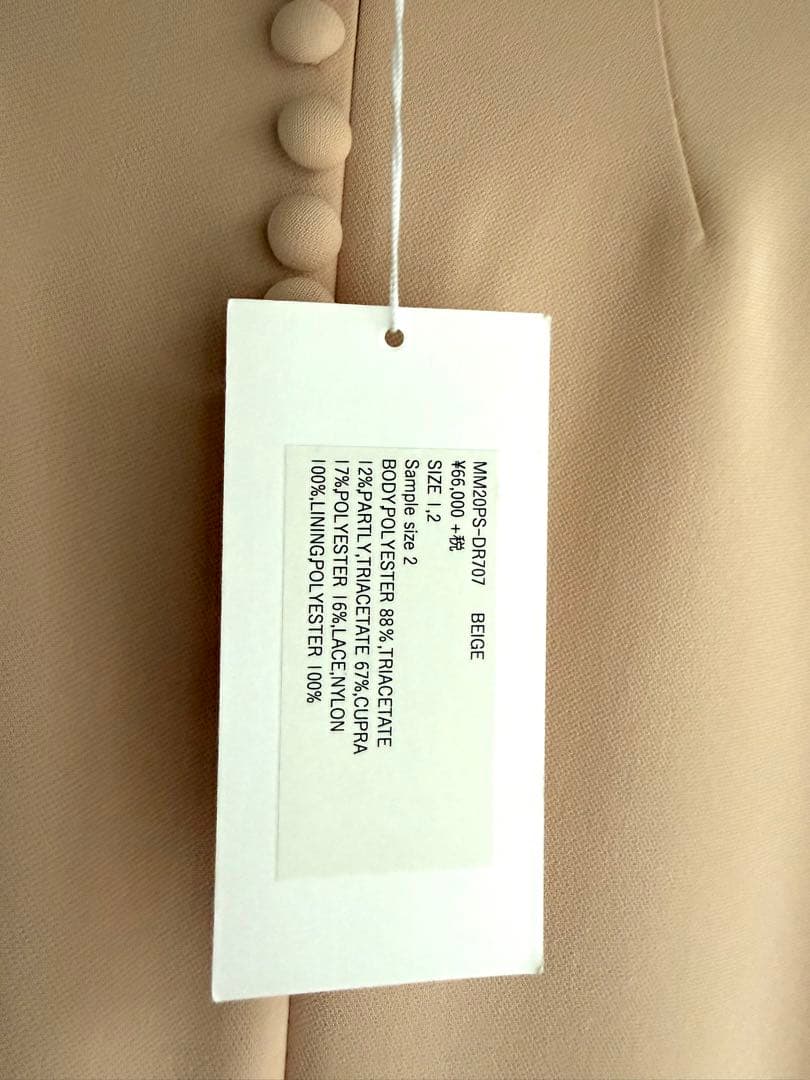 MM20PS-DR707 BEIGE
¥66,000 +税
SIZE 1,2
Sample size 2
BODY,POLYESTER 88%,TRIACETATE
12%,PARTLY,TRIACETATE 67%,CUPRA
17%,POLYESTER 16%,LACE,NYLON
100%,LINING,POLYESTER 100%